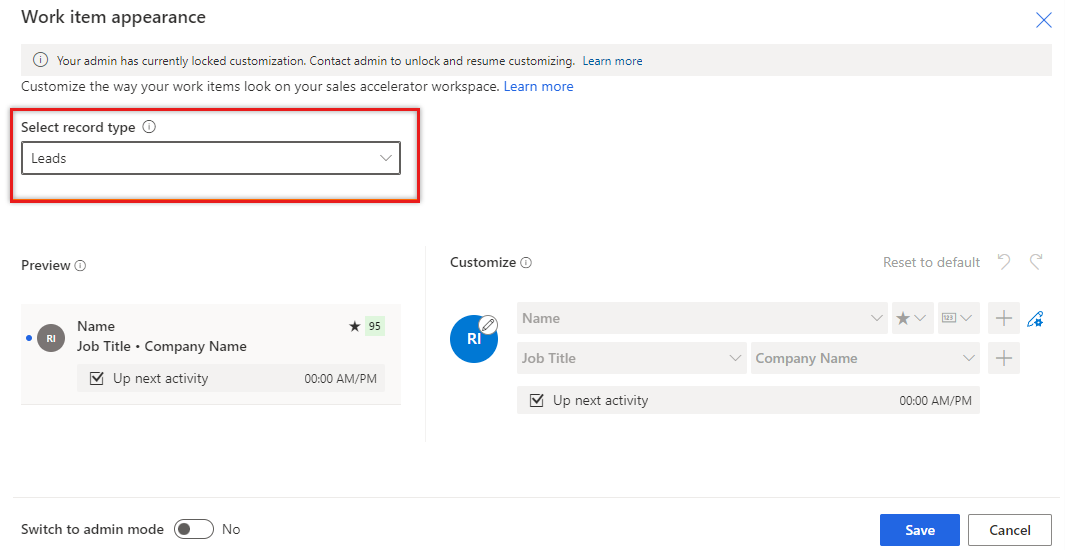 Work item appearance
Your admin has currently locked customization. Contact admin to unlock and resume customizing. Learn more
Customize the way your work items look on your sales accelerator workspace. Learn more
Select record type
Leads
Preview
RI
Name
95
Job Title • Company Name
Up next activity
00:00 AM/PM
Customize
Reset to default
RI
Name
123
Job Title
Company Name
Up next activity
00:00 AM/PM
Switch to admin mode
No
Save
Cancel